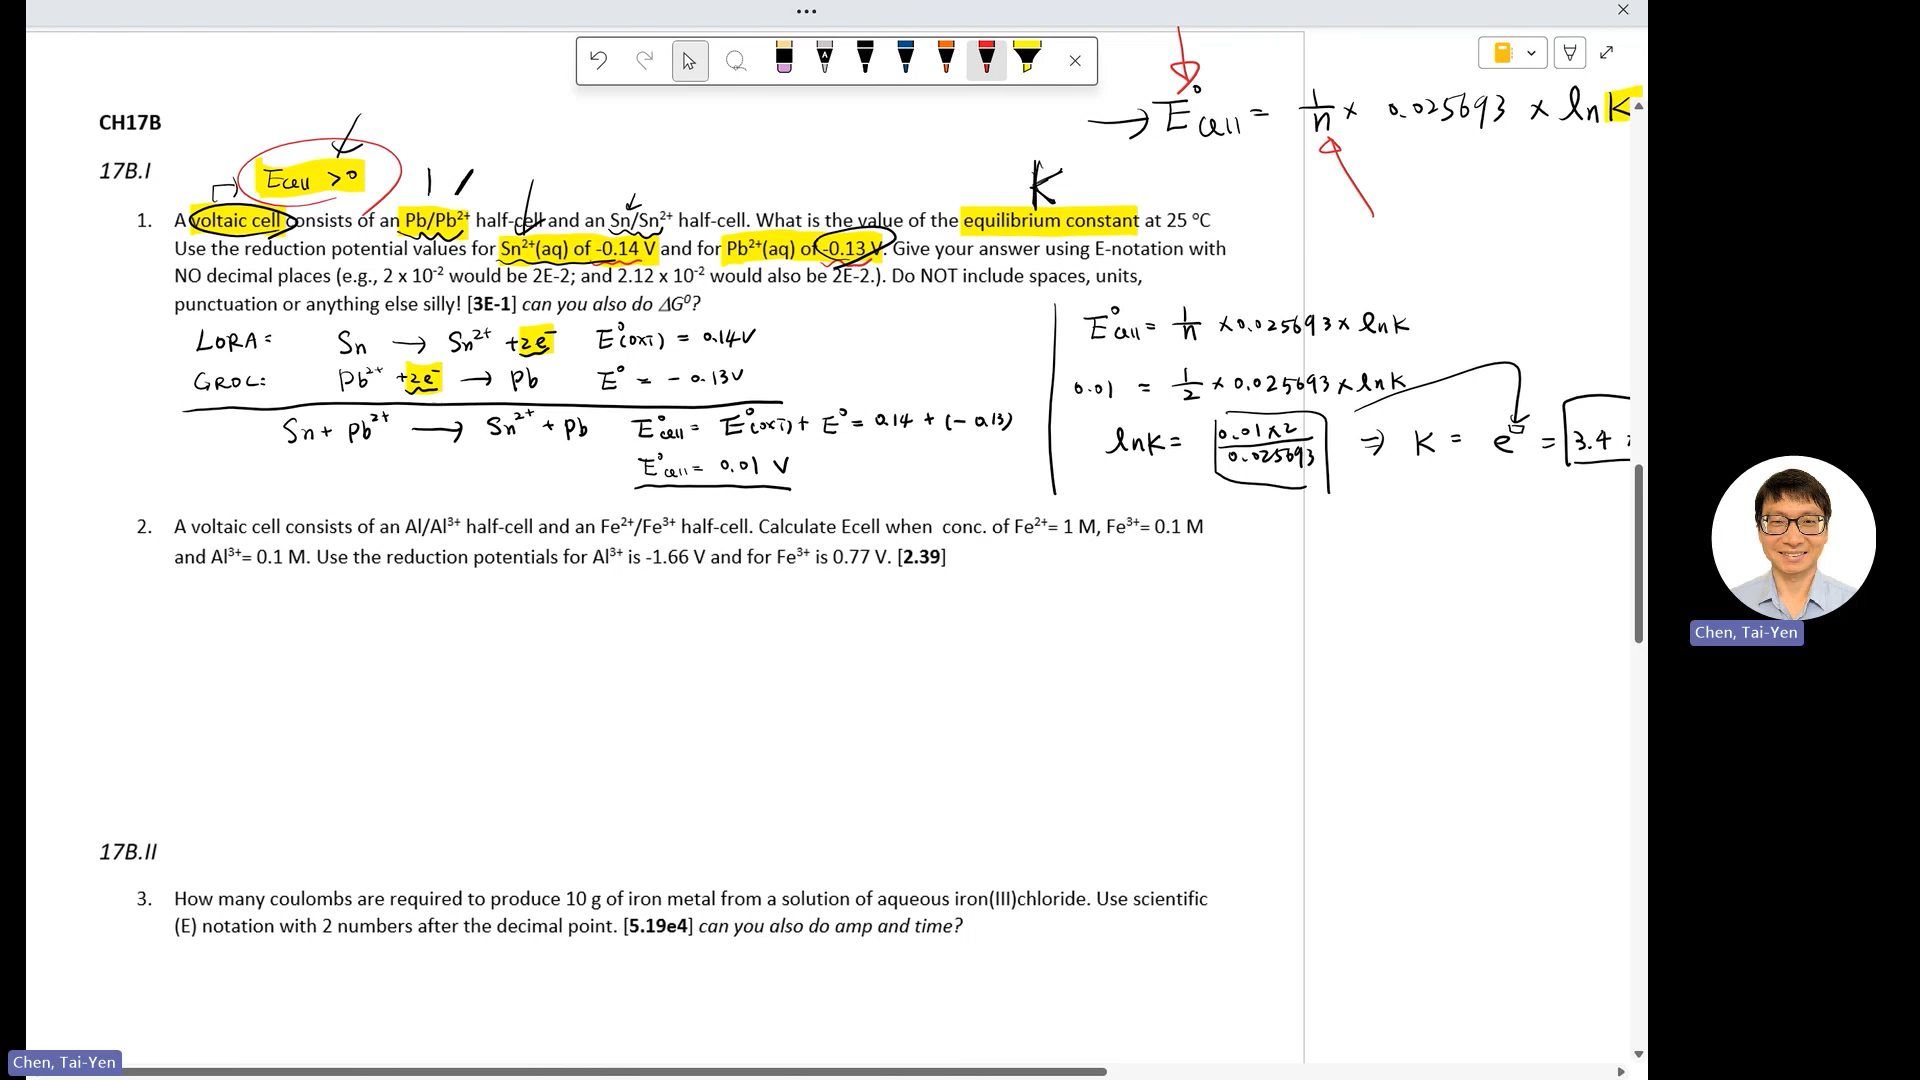 → E°cell = 1/n × 0.025693 × ln K
CH17B
17B.I
Ecell > 0
K
1. A voltaic cell consists of an Pb/Pb²⁺ half-cell and an Sn/Sn²⁺ half-cell. What is the value of the equilibrium constant at 25 °C
Use the reduction potential values for Sn²⁺(aq) of -0.14 V and for Pb²⁺(aq) of -0.13 V. Give your answer using E-notation with
NO decimal places (e.g., 2 x 10⁻² would be 2E-2; and 2.12 x 10⁻² would also be 2E-2.). Do NOT include spaces, units,
punctuation or anything else silly! [3E-1] can you also do ΔG⁰?
LORA: Sn → Sn²⁺ + 2e⁻ E°(OXI) = 0.14V
GROC: Pb²⁺ + 2e⁻ → Pb E° = -0.13V
Sn + Pb²⁺ → Sn²⁺ + Pb E°cell = E°(OXI) + E° = 0.14 + (-0.13)
E°cell = 0.01 V
E°cell = 1/n × 0.025693 × ln K
0.01 = 1/2 × 0.025693 × ln K
ln K = 0.01×2 / 0.025693 ⇒ K = e^□ = 3.4
2. A voltaic cell consists of an Al/Al³⁺ half-cell and an Fe²⁺/Fe³⁺ half-cell. Calculate Ecell when conc. of Fe²⁺= 1 M, Fe³⁺= 0.1 M
and Al³⁺= 0.1 M. Use the reduction potentials for Al³⁺ is -1.66 V and for Fe³⁺ is 0.77 V. [2.39]
17B.II
3. How many coulombs are required to produce 10 g of iron metal from a solution of aqueous iron(III)chloride. Use scientific
(E) notation with 2 numbers after the decimal point. [5.19e4] can you also do amp and time?
Chen, Tai-Yen
Chen, Tai-Yen